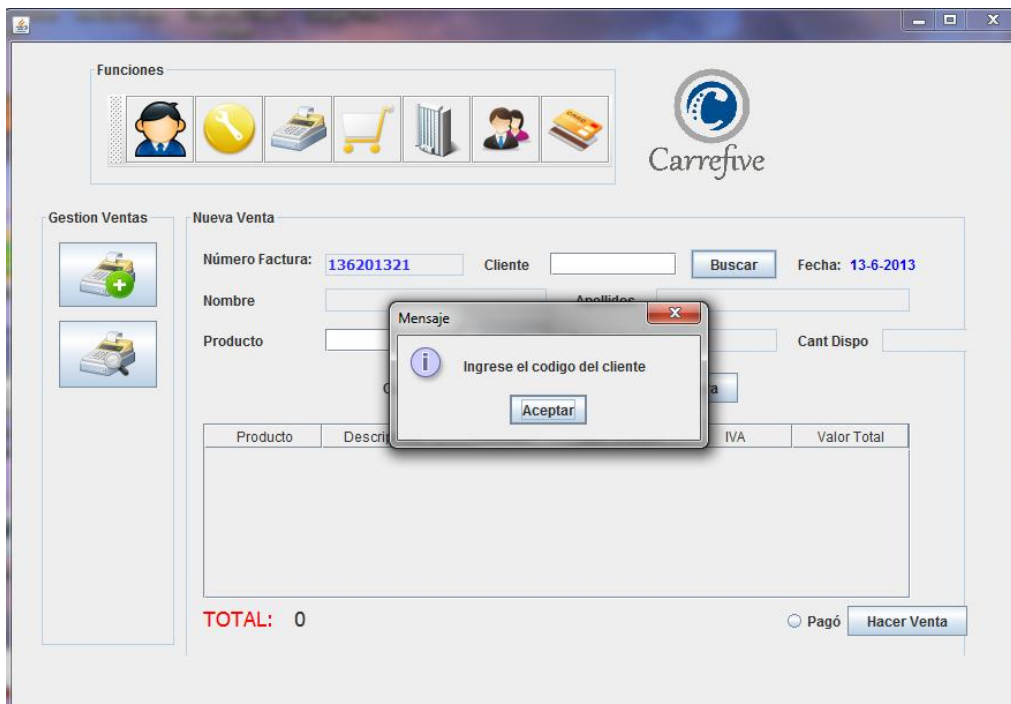 Funciones
Carrefive
Gestion Ventas
Nueva Venta
Número Factura: 136201321 Cliente Buscar Fecha: 13-6-2013
Nombre Apellidos
Mensaje
Producto Cant Dispo
Ingrese el codigo del cliente
Aceptar
Producto IVA Valor Total
TOTAL: 0 Pagó Hacer Venta